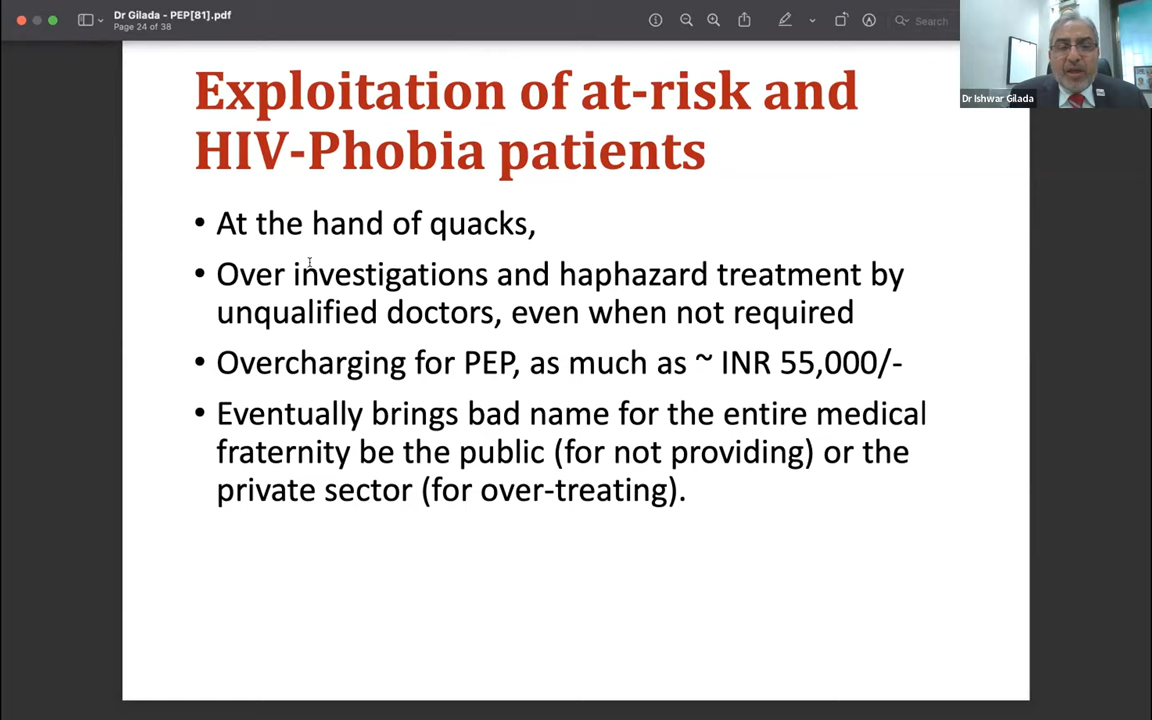 Dr Gilada - PEP[81].pdf
Page 24 of 38
Search
Dr Ishwar Gilada
Exploitation of at-risk and
HIV-Phobia patients
• At the hand of quacks,
• Over investigations and haphazard treatment by
unqualified doctors, even when not required
• Overcharging for PEP, as much as ~ INR 55,000/-
• Eventually brings bad name for the entire medical
fraternity be the public (for not providing) or the
private sector (for over-treating).